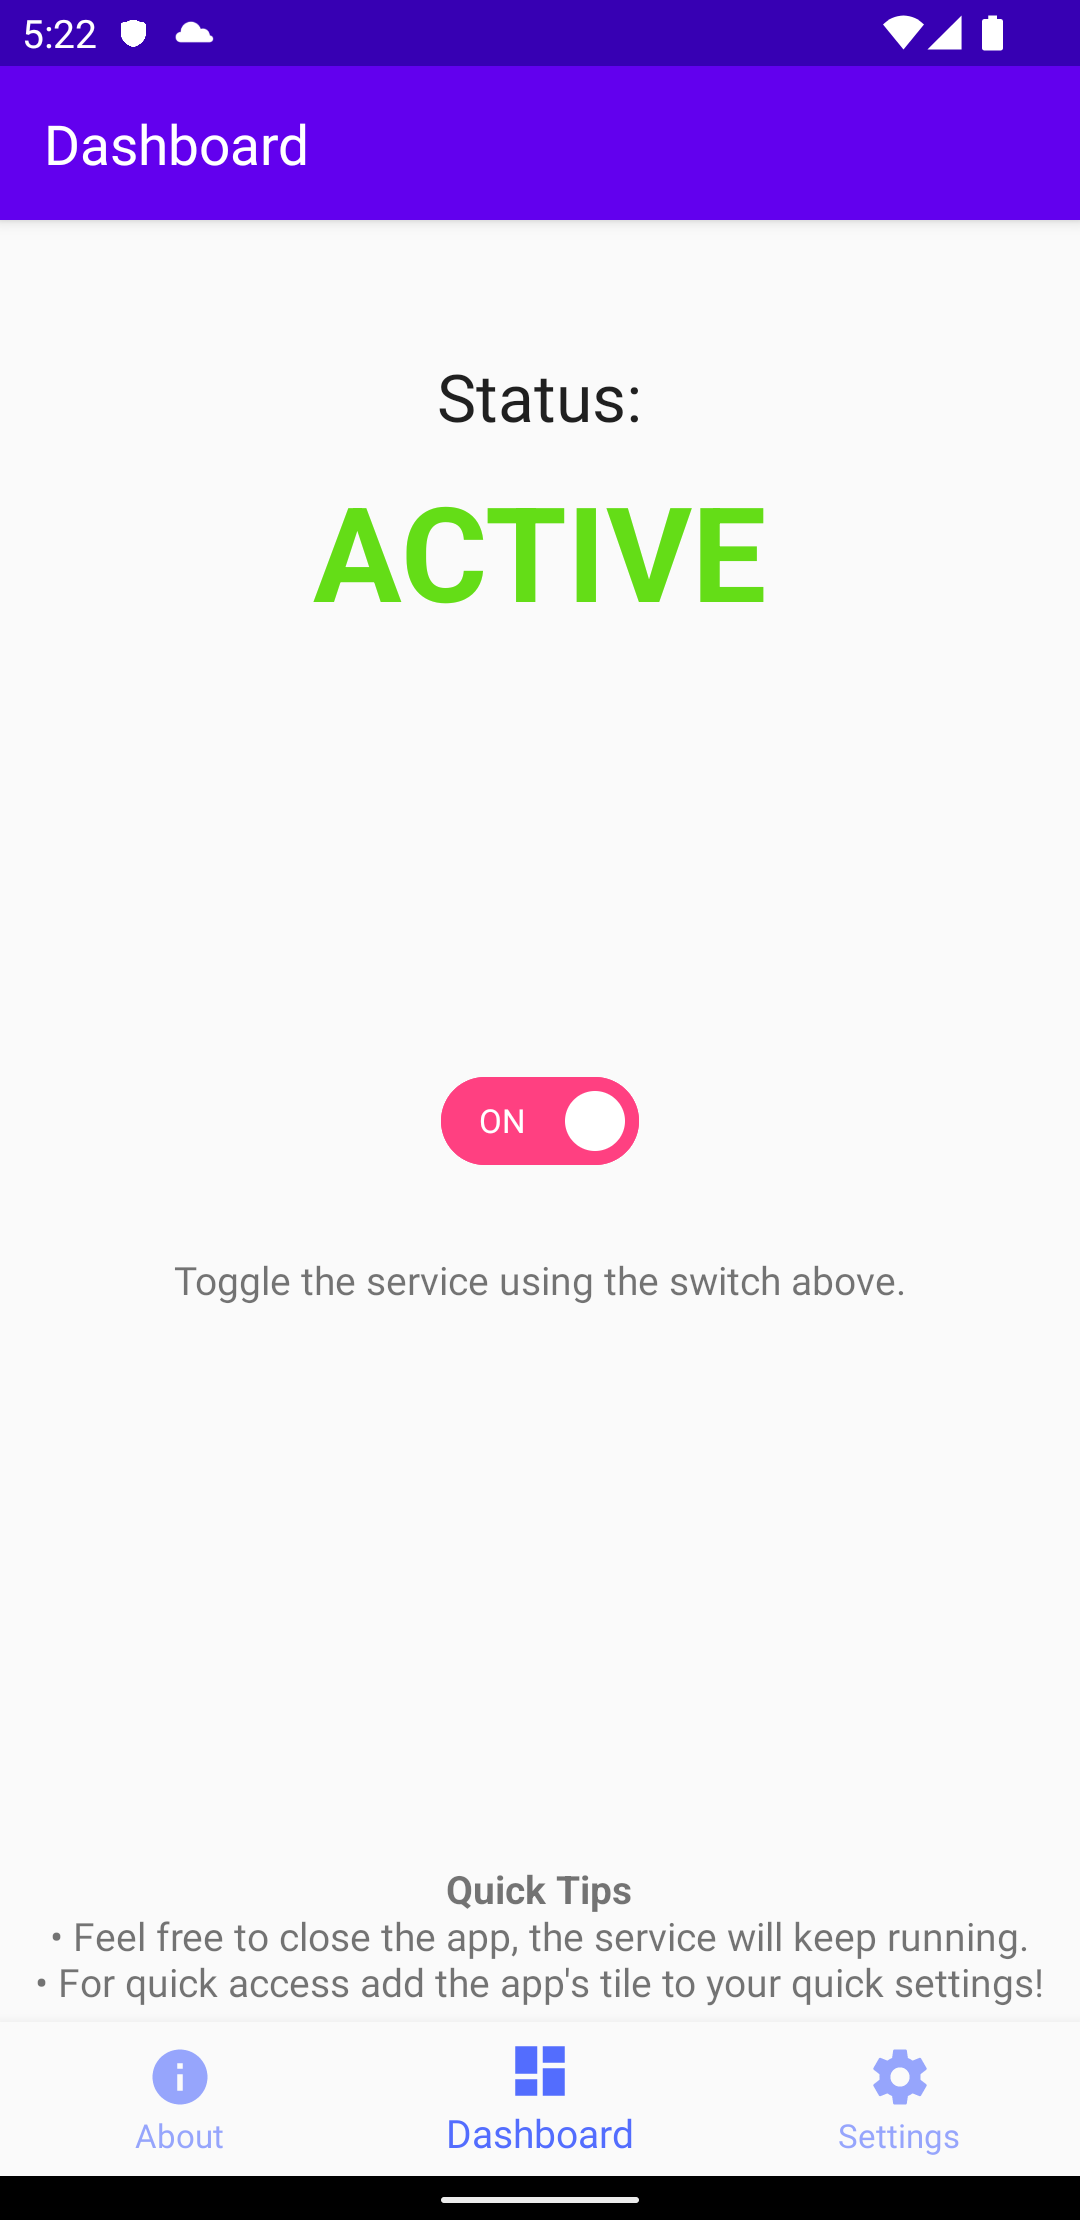 5:22
Dashboard
Status:
ACTIVE
ON
Toggle the service using the switch above.
Quick Tips
• Feel free to close the app, the service will keep running.
• For quick access add the app's tile to your quick settings!
About
Dashboard
Settings